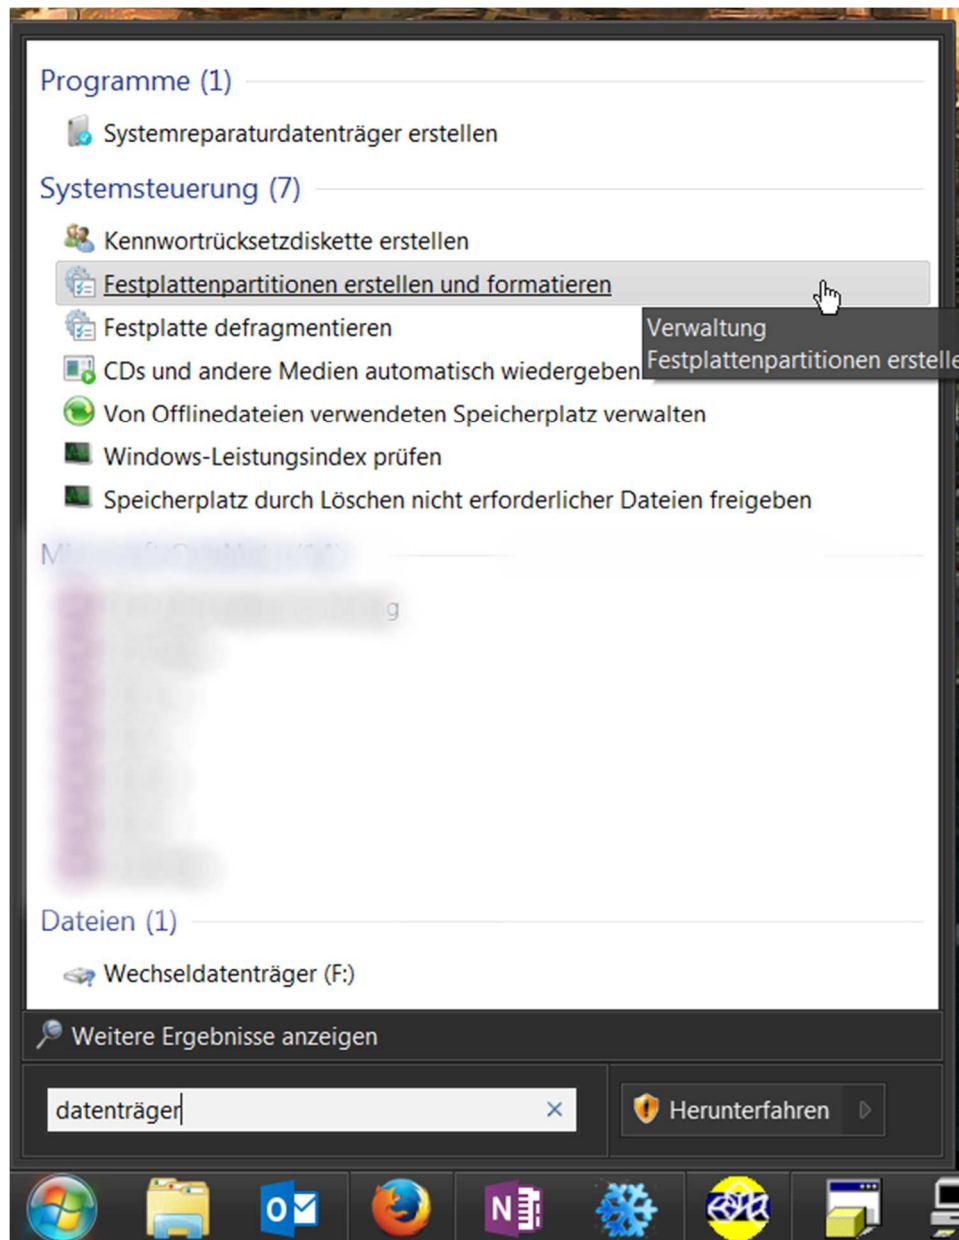 Programme (1)
Systemreparaturdatenträger erstellen
Systemsteuerung (7)
Kennwortrücksetzdiskette erstellen
Festplattenpartitionen erstellen und formatieren
Festplatte defragmentieren
Verwaltung
Festplattenpartitionen erstelle
CDs und andere Medien automatisch wiedergeben
Von Offlinedateien verwendeten Speicherplatz verwalten
Windows-Leistungsindex prüfen
Speicherplatz durch Löschen nicht erforderlicher Dateien freigeben
Dateien (1)
Wechseldatenträger (F:)
Weitere Ergebnisse anzeigen
datenträger
Herunterfahren